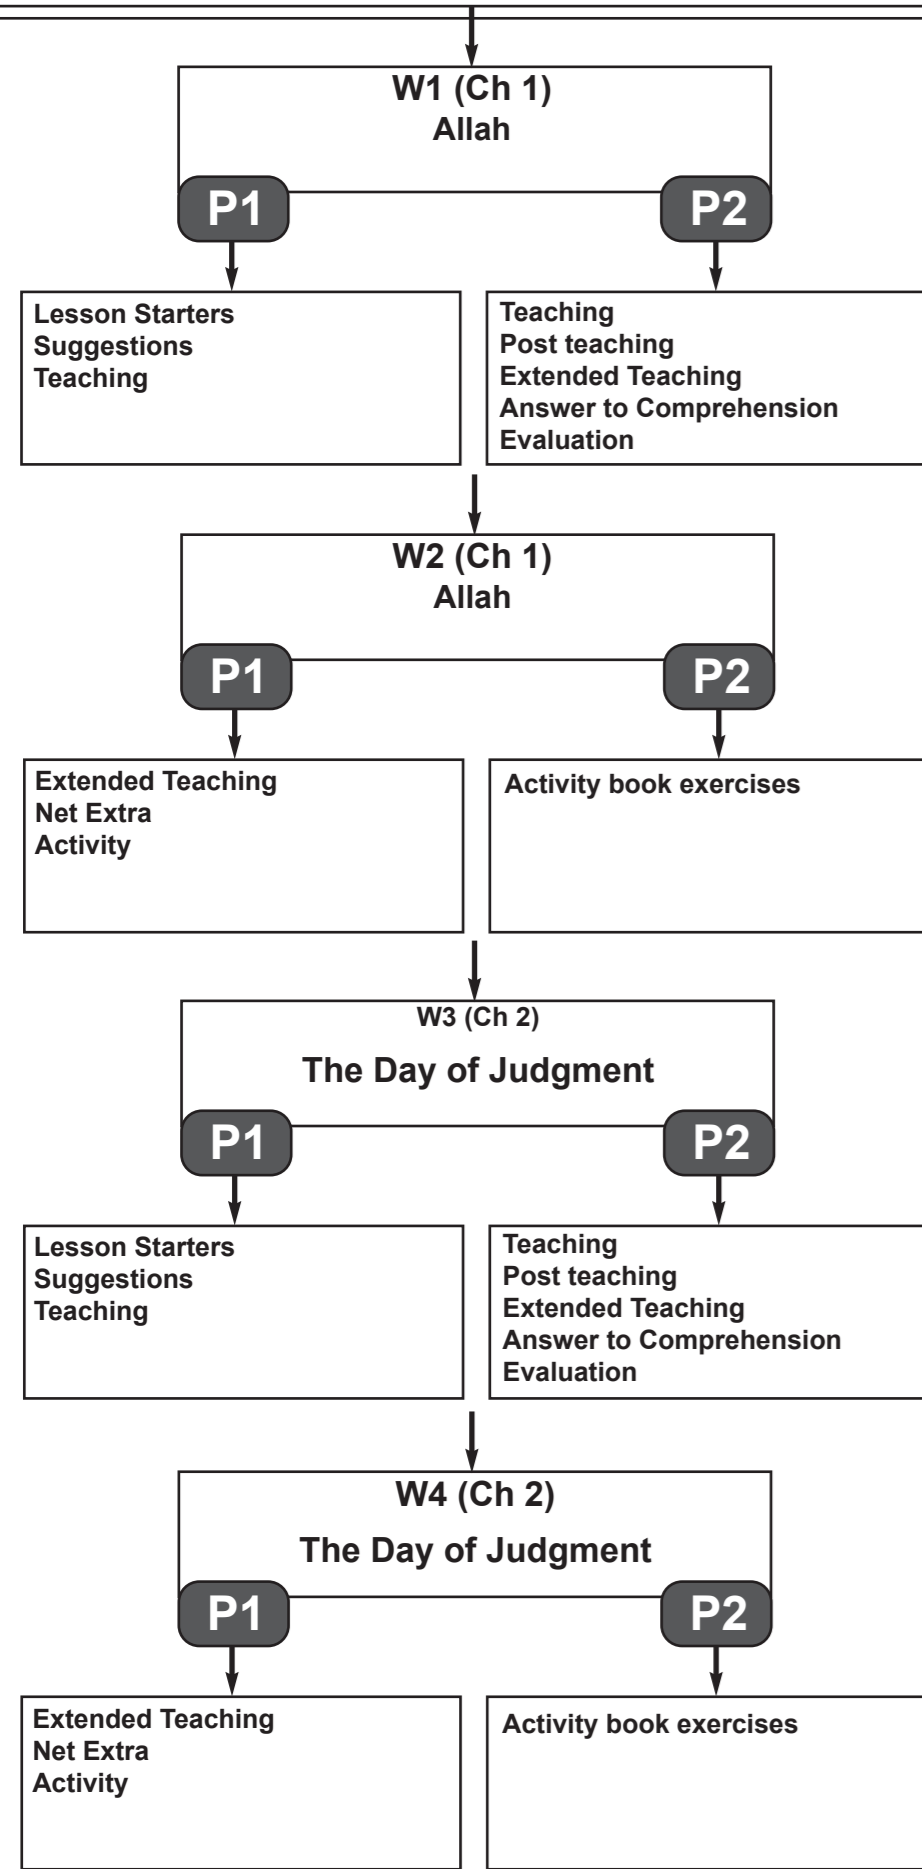 W1 (Ch 1)
Allah
P1
P2
Lesson Starters
Suggestions
Teaching
Teaching
Post teaching
Extended Teaching
Answer to Comprehension
Evaluation
W2 (Ch 1)
Allah
P1
P2
Extended Teaching
Net Extra
Activity
Activity book exercises
W3 (Ch 2)
The Day of Judgment
P1
P2
Lesson Starters
Suggestions
Teaching
Teaching
Post teaching
Extended Teaching
Answer to Comprehension
Evaluation
W4 (Ch 2)
The Day of Judgment
P1
P2
Extended Teaching
Net Extra
Activity
Activity book exercises